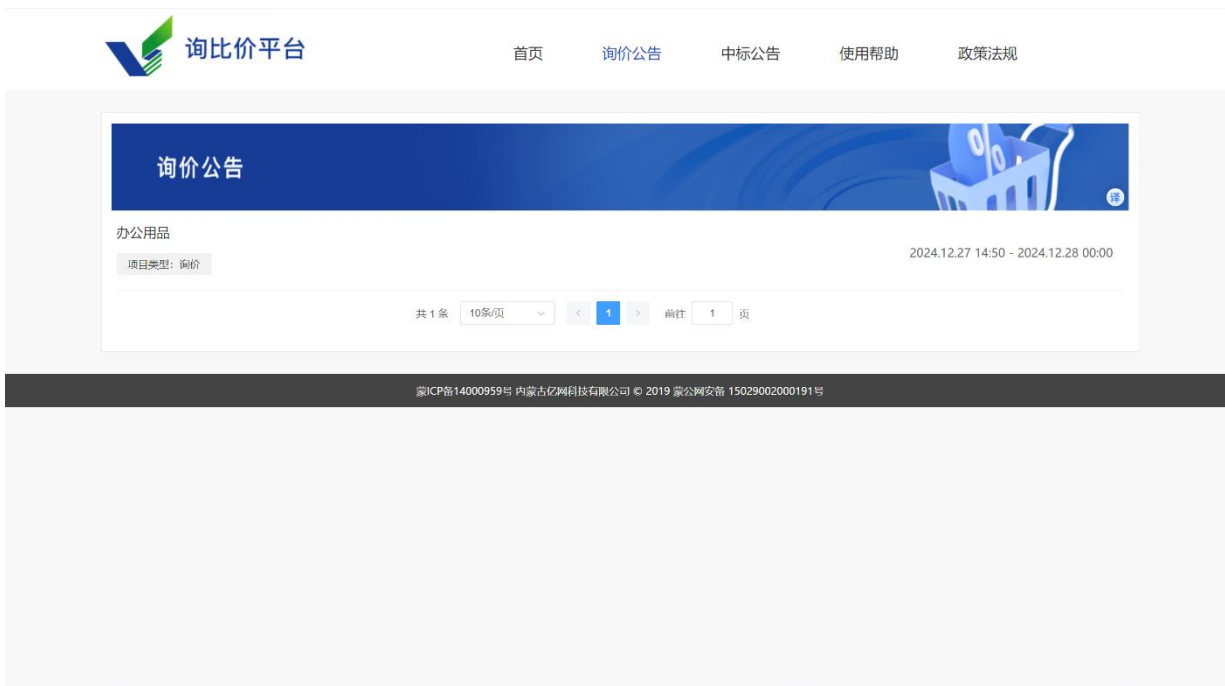 询比价平台
首页 询价公告 中标公告 使用帮助 政策法规
询价公告
译
办公用品
项目类型：询价
2024.12.27 14:50 - 2024.12.28 00:00
共 1 条 10条/页 1 前往 1 页
蒙ICP备14000959号 内蒙古亿网科技有限公司 © 2019 蒙公网安备 15029002000191号